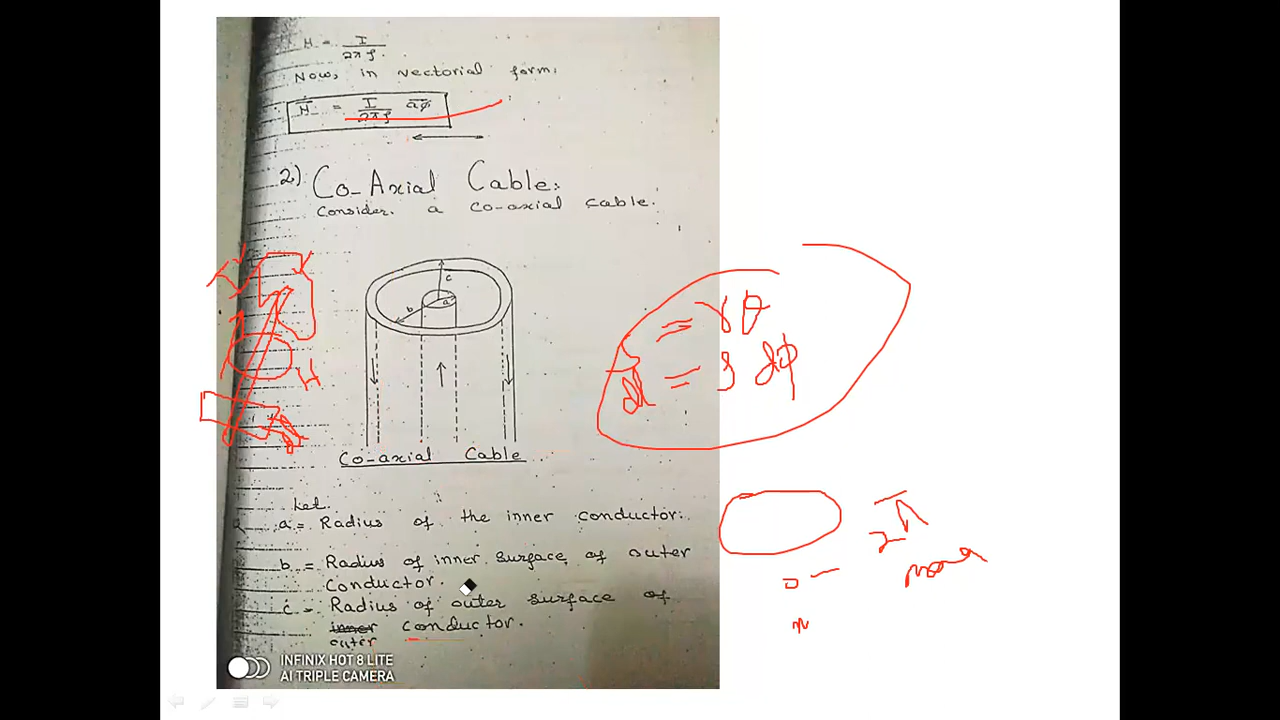 H = I / 2πρ.
Now, in vectorial form,
H̅ = I / 2πρ a̅φ
2) Co-Axial Cable:
Consider a co-axial cable.
c
b
a
H
= rθ
dl = ρ dφ
Co-axial Cable
Let.
a = Radius of the inner conductor.
b = Radius of inner surface of outer
Conductor.
c = Radius of outer surface of
inner conductor.
outer
2π
0 –
INFINIX HOT 8 LITE
AI TRIPLE CAMERA